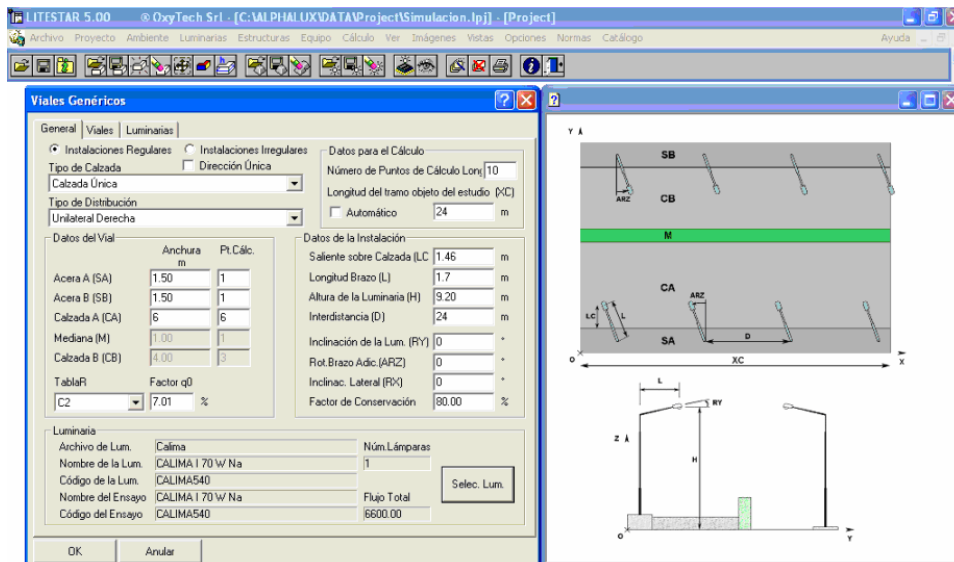 LITESTAR 5.00 ® OxyTech Srl - [C:\ALPHALUX\DATA\Project\Simulacion.lpj] - [Project]
Archivo Proyecto Ambiente Luminarias Estructuras Equipo Cálculo Ver Imágenes Vistas Opciones Normas Catálogo Ayuda
Viales Genéricos
General Viales Luminarias
Instalaciones Regulares Instalaciones Irregulares
Tipo de Calzada Dirección Única
Calzada Única
Tipo de Distribución
Unilateral Derecha
Datos para el Cálculo
Número de Puntos de Cálculo Long 10
Longitud del tramo objeto del estudio (XC)
Automático 24 m
Datos del Vial
Anchura Pt.Cálc.
m
Acera A (SA) 1.50 1
Acera B (SB) 1.50 1
Calzada A (CA) 6 6
Mediana (M) 1.00 1
Calzada B (CB) 4.00 3
TablaR Factor q0
C2 7.01 %
Datos de la Instalación
Saliente sobre Calzada (LC 1.46 m
Longitud Brazo (L) 1.7 m
Altura de la Luminaria (H) 9.20 m
Interdistancia (D) 24 m
Inclinación de la Lum. (RY) 0 °
Rot.Brazo Adic.(ARZ) 0 °
Inclinac. Lateral (RX) 0 °
Factor de Conservación 80.00 %
Luminaria
Archivo de Lum. Calima Núm.Lámparas
Nombre de la Lum. CALIMA I 70 W Na 1
Código de la Lum. CALIMA540
Nombre del Ensayo CALIMA I 70 W Na Flujo Total
Código del Ensayo CALIMA540 6600.00
Selec. Lum.
OK Anular
Y
SB
ARZ
CB
M
CA
ARZ
LC L
SA D
O X
XC
L
RY
Z
H
O Y